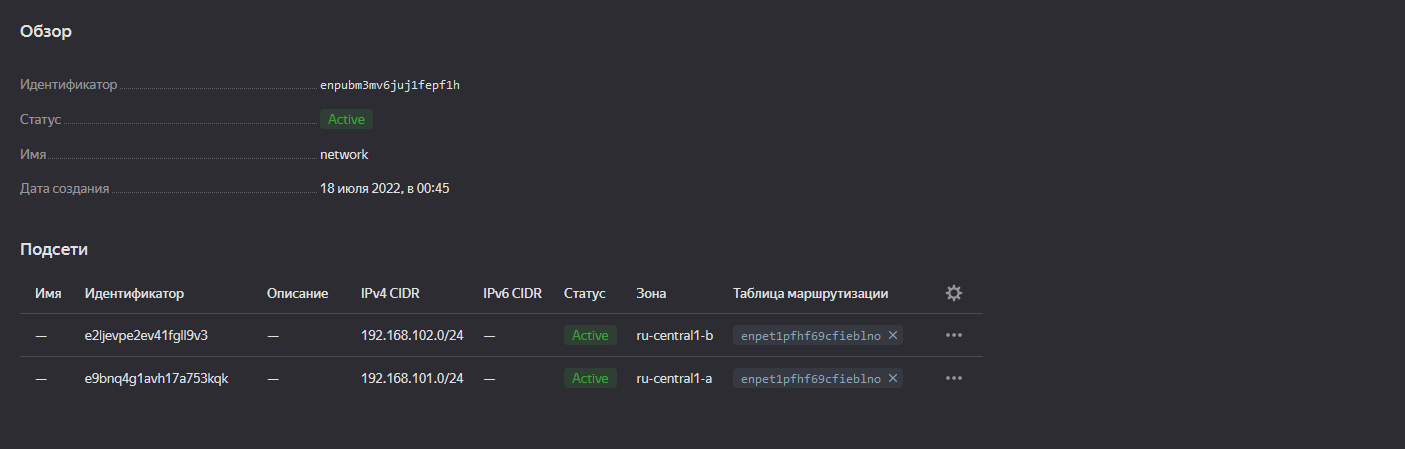 Обзор
Идентификатор enpubm3mv6juj1fepf1h
Статус Active
Имя network
Дата создания 18 июля 2022, в 00:45
Подсети
Имя Идентификатор Описание IPv4 CIDR IPv6 CIDR Статус Зона Таблица маршрутизации
— e2ljevpe2ev41fgll9v3 — 192.168.102.0/24 — Active ru-central1-b enpet1pfhf69cfieblno ×
— e9bnq4g1avh17a753kqk — 192.168.101.0/24 — Active ru-central1-a enpet1pfhf69cfieblno ×